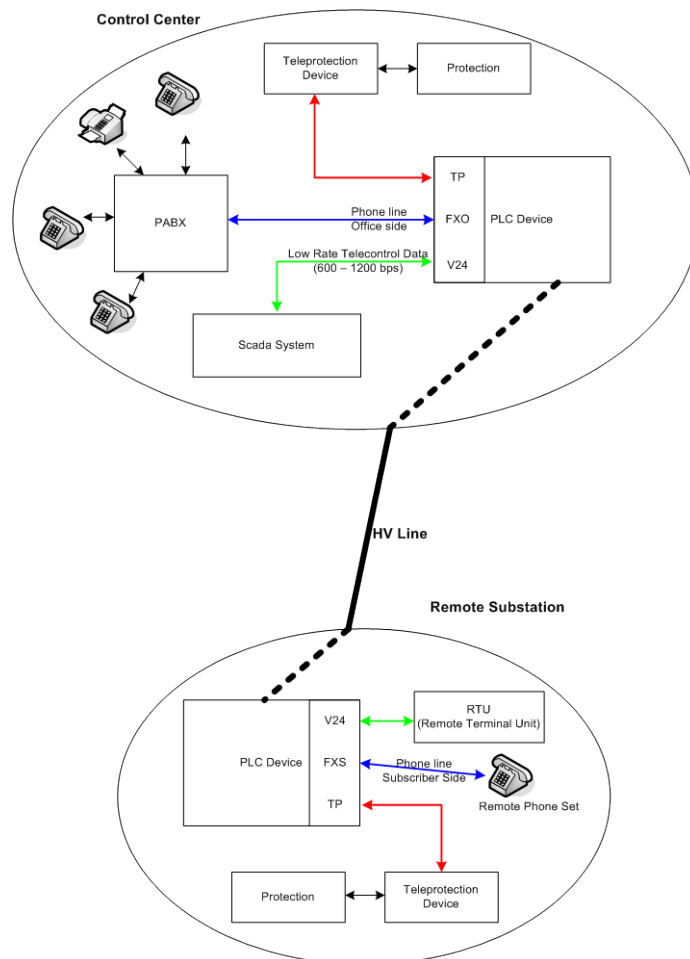 Control Center
Teleprotection
Device
Protection
TP
PABX
Phone line
Office side
FXO
PLC Device
Low Rate Telecontrol Data
(600 – 1200 bps)
V24
Scada System
HV Line
Remote Substation
V24
RTU
(Remote Terminal Unit)
PLC Device
FXS
Phone line
Subscriber Side
TP
Remote Phone Set
Protection
Teleprotection
Device